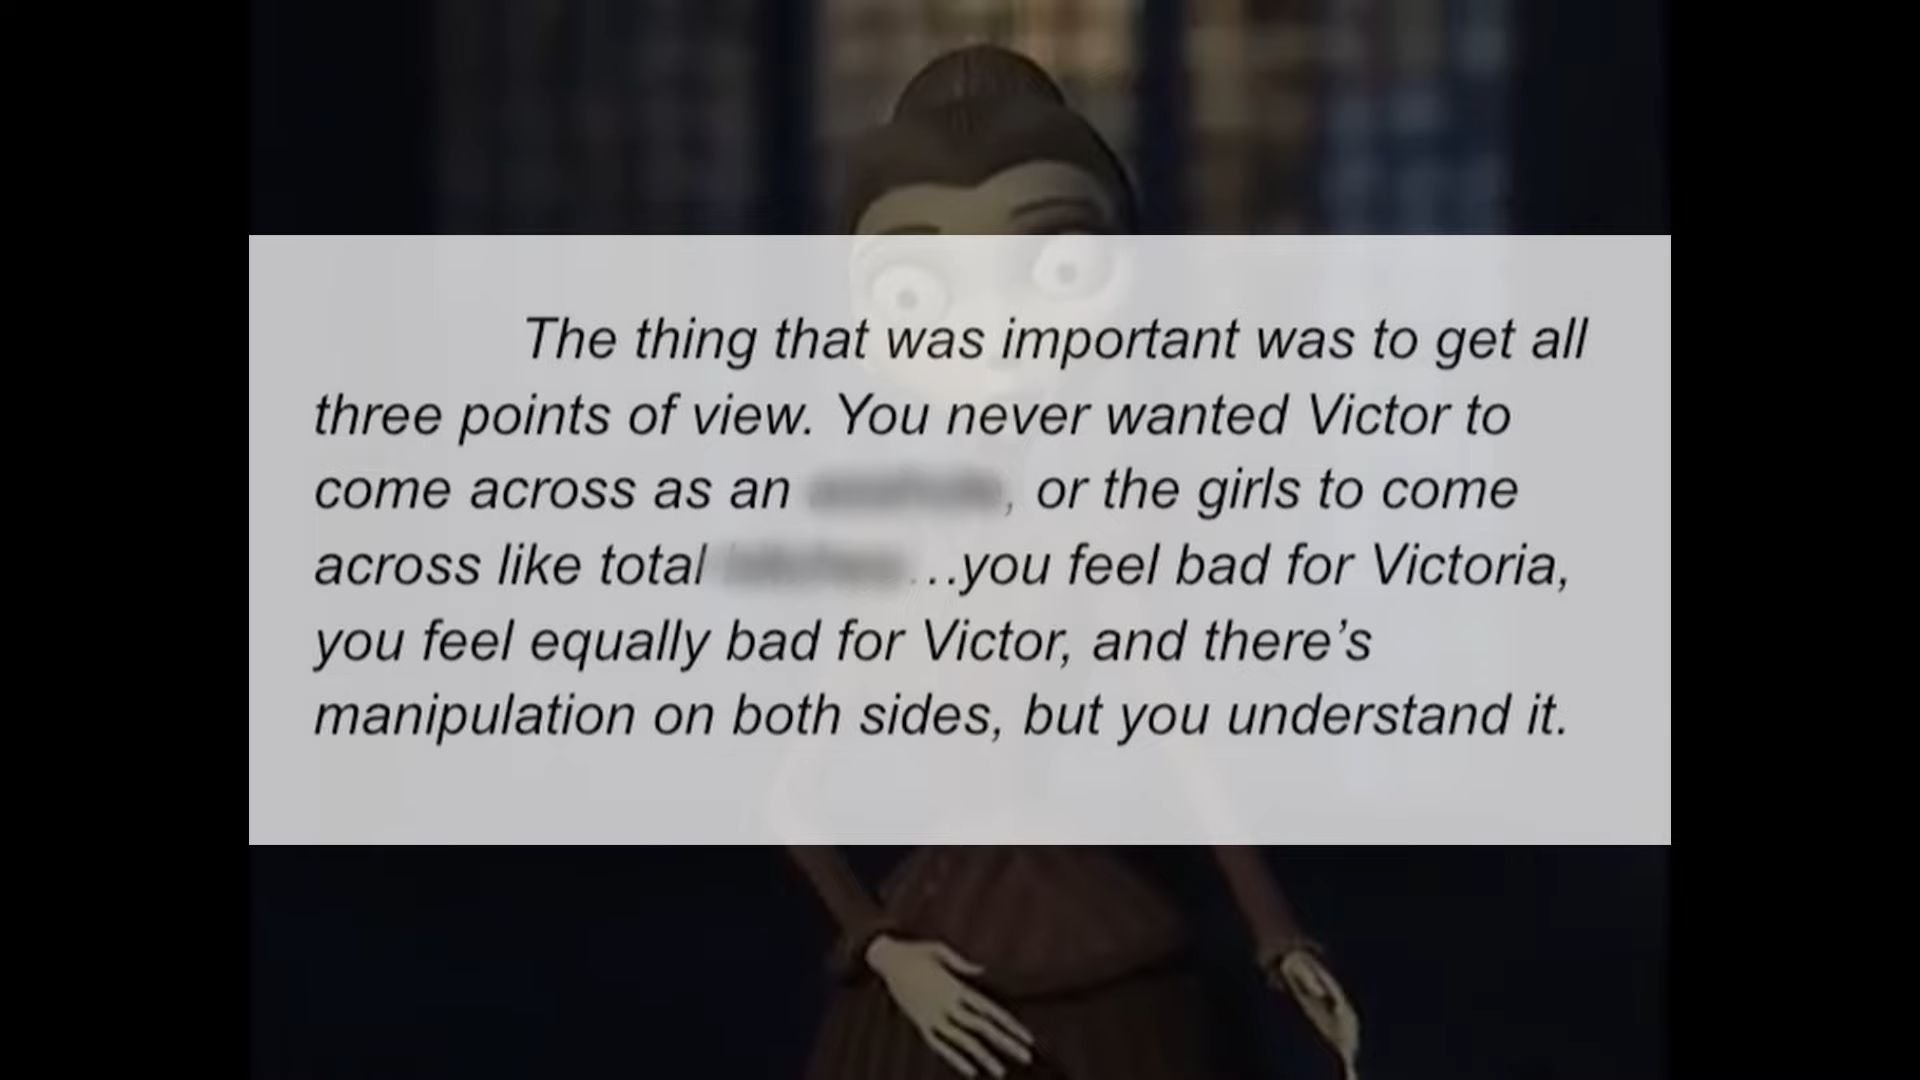 The thing that was important was to get all
three points of view. You never wanted Victor to
come across as an , or the girls to come
across like total …you feel bad for Victoria,
you feel equally bad for Victor, and there’s
manipulation on both sides, but you understand it.